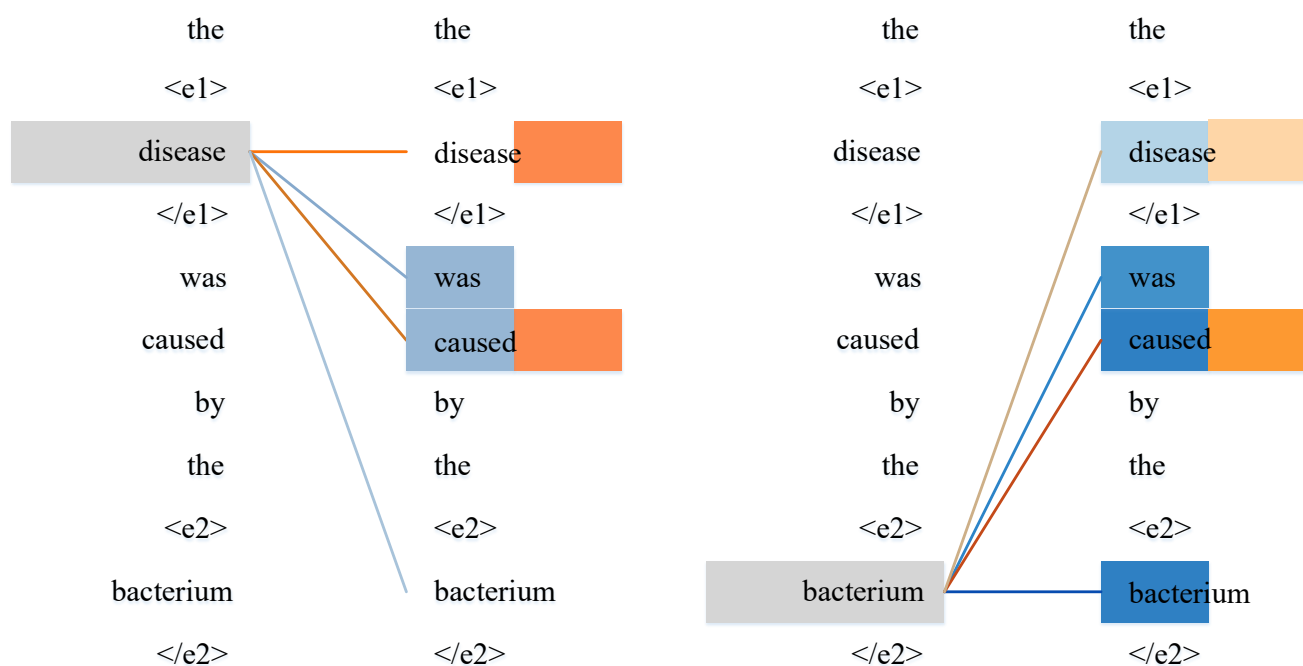 the the the the
<e1> <e1> <e1> <e1>
disease disease disease disease
</e1> </e1> </e1> </e1>
was was was was
caused caused caused caused
by by by by
the the the the
<e2> <e2> <e2> <e2>
bacterium bacterium bacterium bacterium
</e2> </e2> </e2> </e2>